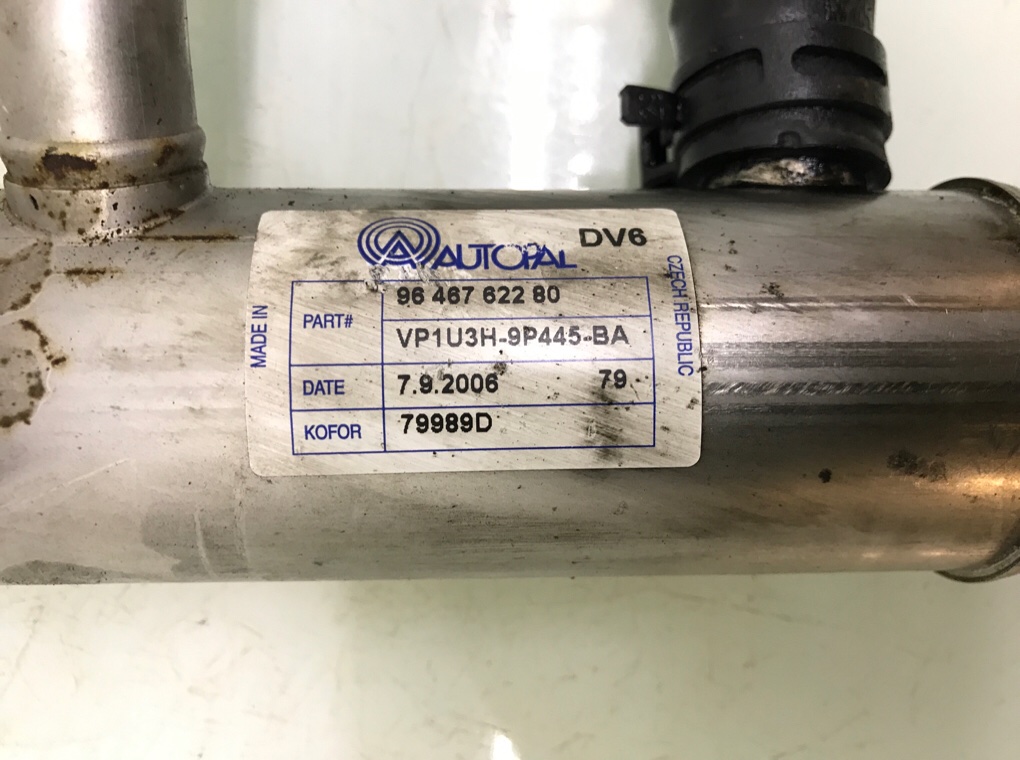 AUTOPAL
DV6
MADE IN
PART#
96 467 622 80
VP1U3H-9P445-BA
DATE
7.9.2006
79
KOFOR
79989D
CZECH REPUBLIC